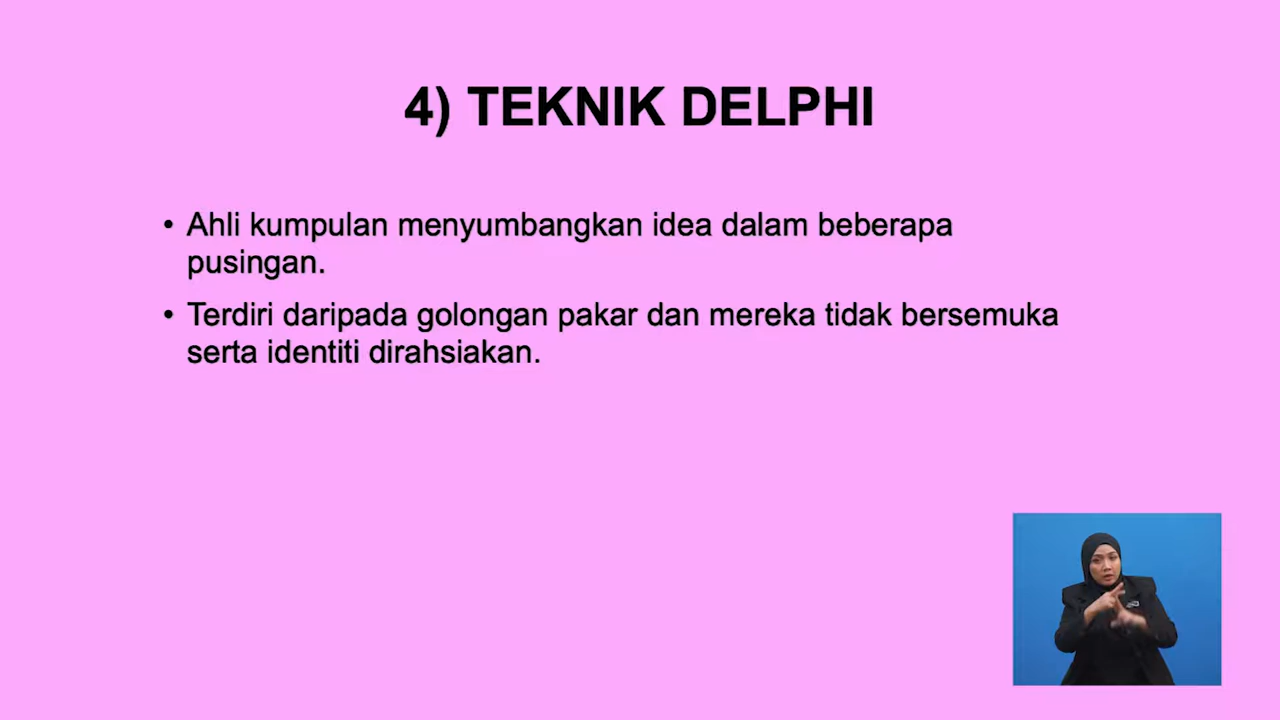 4) TEKNIK DELPHI
• Ahli kumpulan menyumbangkan idea dalam beberapa
pusingan.
• Terdiri daripada golongan pakar dan mereka tidak bersemuka
serta identiti dirahsiakan.